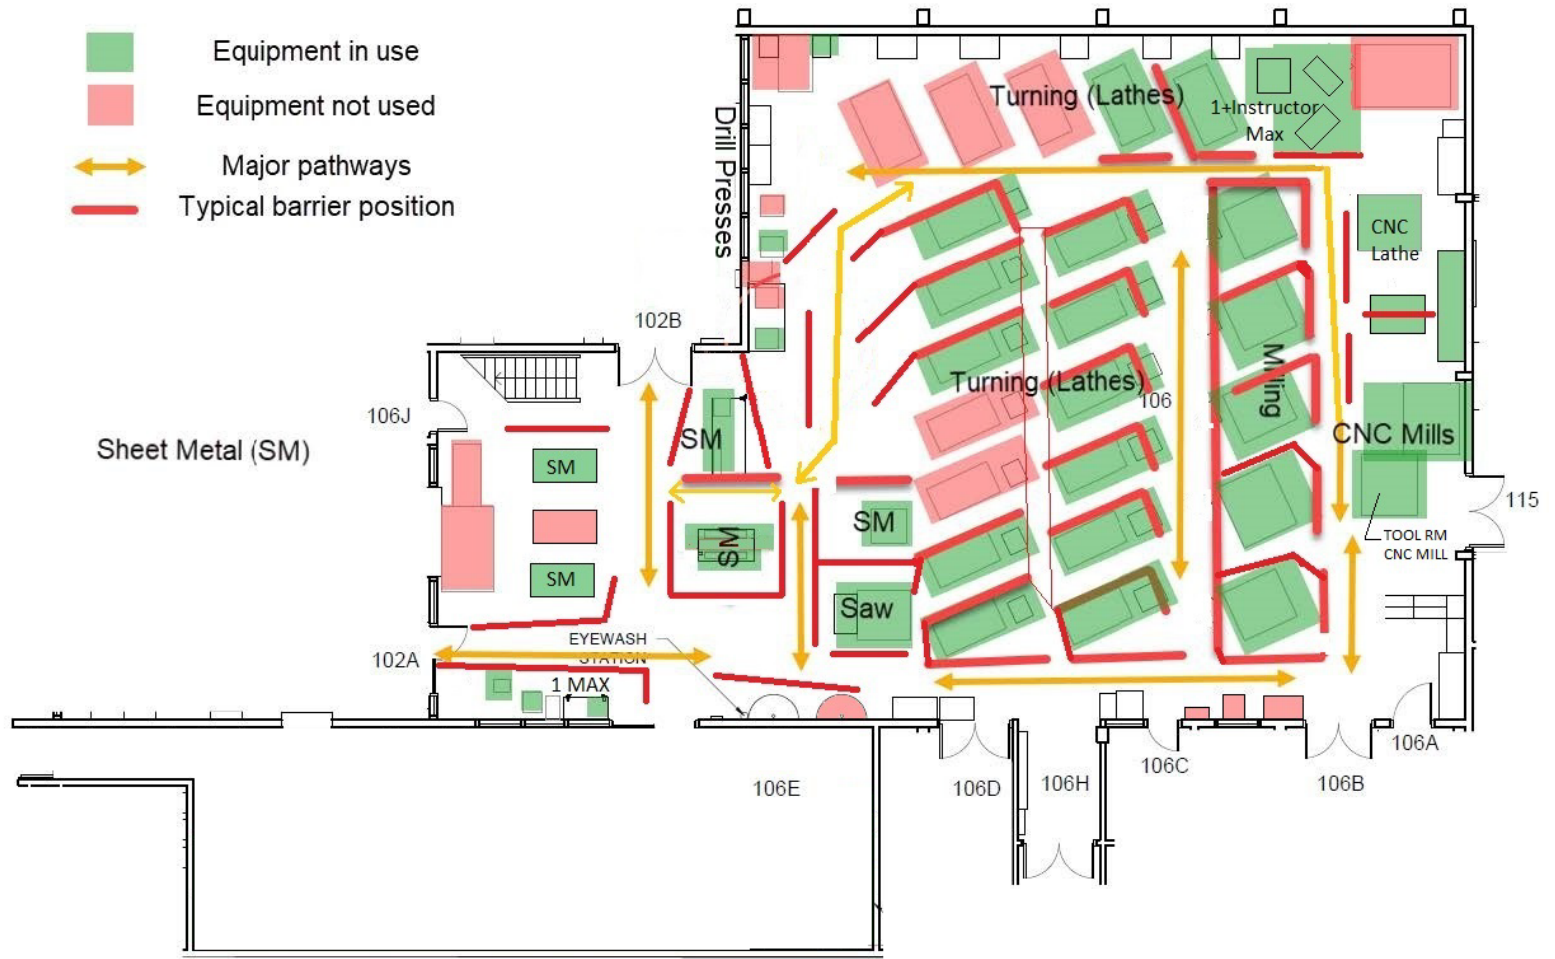 Equipment in use
Equipment not used
Major pathways
Typical barrier position
Turning (Lathes)
1+Instructor
Max
Drill Presses
CNC
Lathe
102B
106J
Sheet Metal (SM)
SM
SM
SM
SM
SM
Saw
Turning (Lathes)
106
Milling
CNC Mills
115
TOOL RM
CNC MILL
102A
EYEWASH
STATION
1 MAX
106E
106D
106H
106C
106B
106A